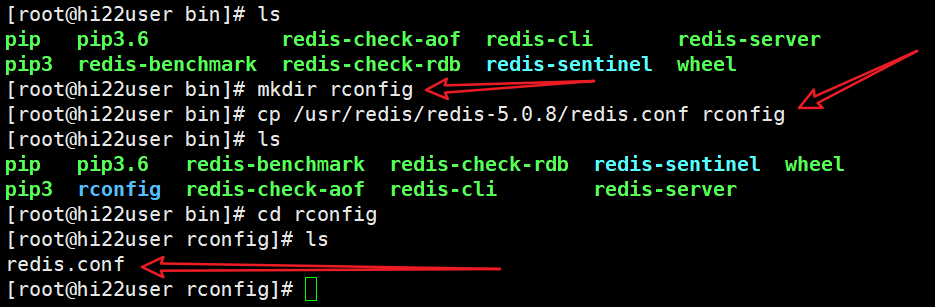 [root@hi22user bin]# ls
pip   pip3.6           redis-check-aof  redis-cli       redis-server
pip3  redis-benchmark  redis-check-rdb  redis-sentinel  wheel
[root@hi22user bin]# mkdir rconfig
[root@hi22user bin]# cp /usr/redis/redis-5.0.8/redis.conf rconfig
[root@hi22user bin]# ls
pip   pip3.6   redis-benchmark  redis-check-rdb  redis-sentinel  wheel
pip3  rconfig  redis-check-aof  redis-cli        redis-server
[root@hi22user bin]# cd rconfig
[root@hi22user rconfig]# ls
redis.conf
[root@hi22user rconfig]#